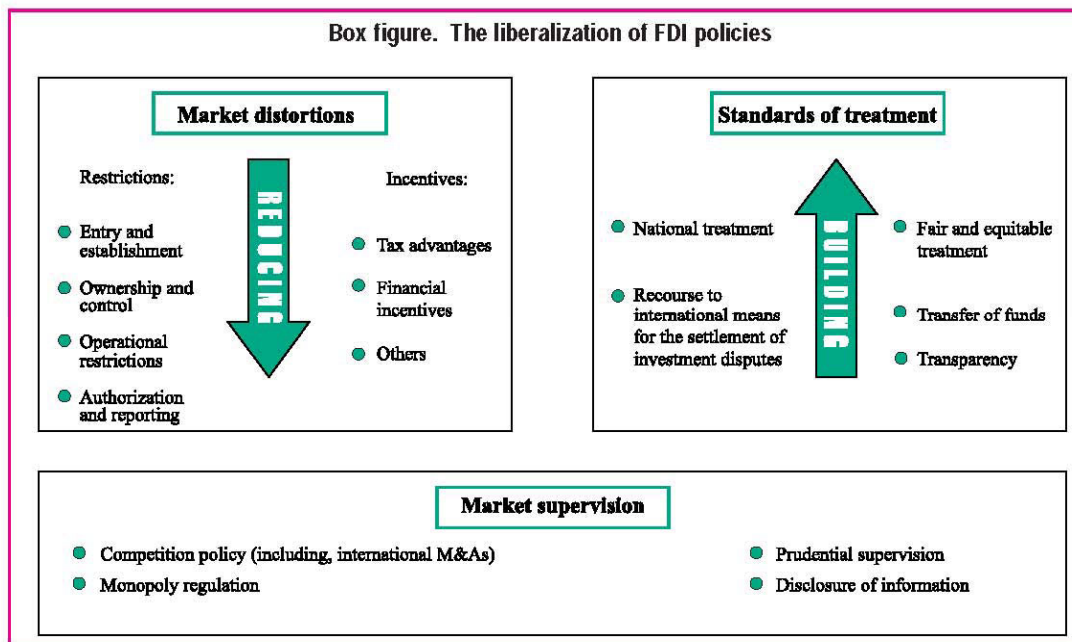 Box figure. The liberalization of FDI policies
Market distortions
Restrictions:
Entry and
establishment
Ownership and
control
Operational
restrictions
Authorization
and reporting
REDUCING
Incentives:
Tax advantages
Financial
incentives
Others
Standards of treatment
National treatment
Recourse to
international means
for the settlement of
investment disputes
BUILDING
Fair and equitable
treatment
Transfer of funds
Transparency
Market supervision
Competition policy (including, international M&As)
Monopoly regulation
Prudential supervision
Disclosure of information